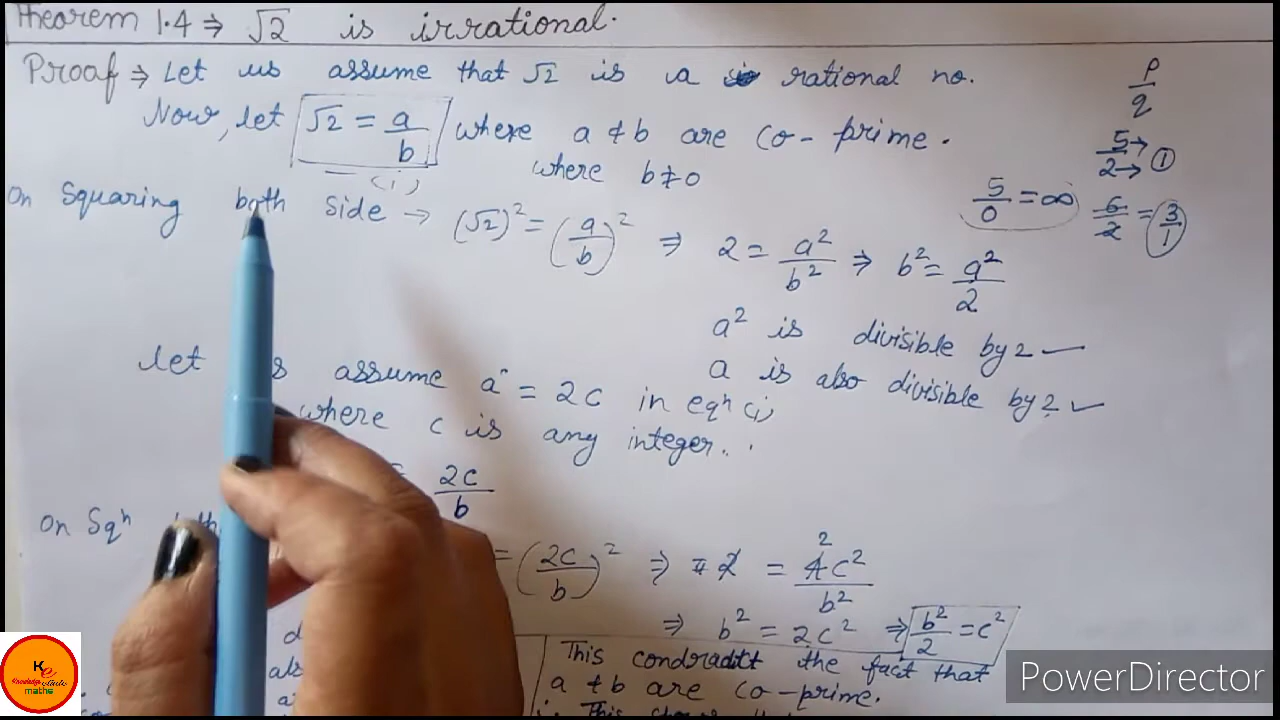 Theorem 1.4 ⇒ √2 is irrational.
Proaf ⇒ Let us assume that √2 is a rational no.
Now, let √2 = a/b where a & b are co-prime.
(i)
where b≠0
p/q
5/2 → → ①
5/0 = ∞
6/2 = 3/1
On Squaring both side → (√2)² = (a/b)² ⇒ 2 = a²/b² ⇒ b² = a²/2
a² is divisible by 2
a is also divisible by 2
let assume a = 2c in eqⁿ (i)
where c is any integer.
2c/b
on Sqⁿ
= (2c/b)² ⇒ 2 = 4c²/b²
2
⇒ b² = 2c² ⇒ b²/2 = c²
This condradict the fact that
a & b are co-prime.
Ke
Knowledge
maths
PowerDirector